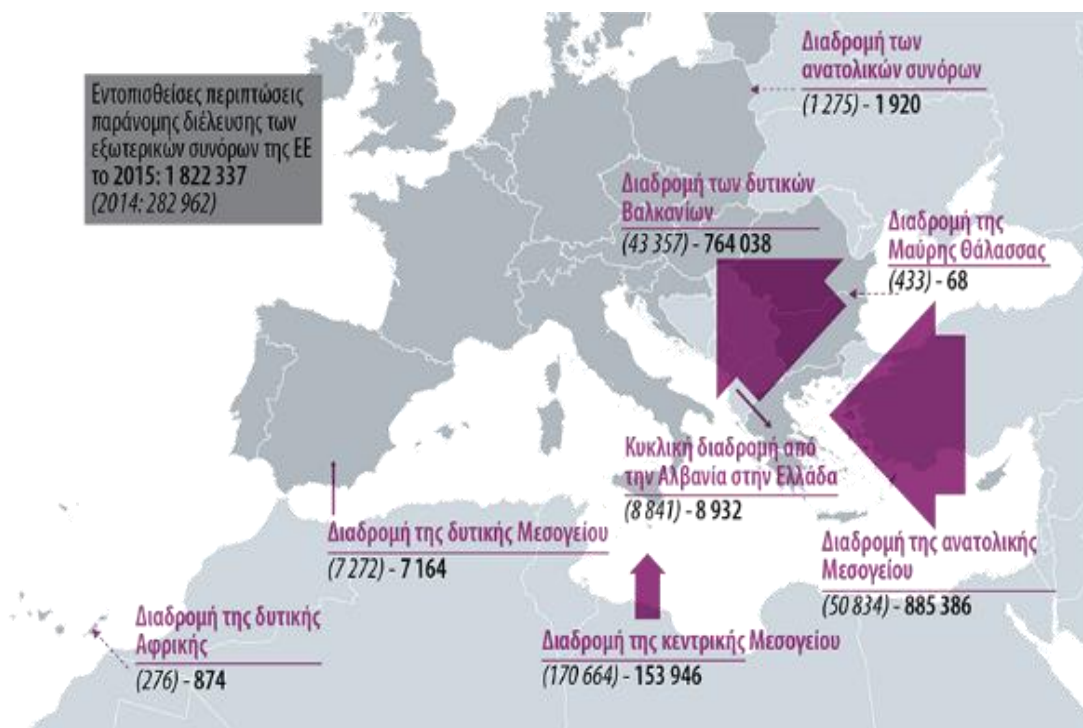 Εντοπισθείσες περιπτώσεις
παράνομης διέλευσης των
εξωτερικών συνόρων της ΕΕ
το 2015: 1 822 337
(2014: 282 962)
Διαδρομή των
ανατολικών συνόρων
(1 275) - 1 920
Διαδρομή των δυτικών
Βαλκανίων
(43 357) - 764 038
Διαδρομή της
Μαύρης Θάλασσας
(433) - 68
Κυκλική διαδρομή από
την Αλβανία στην Ελλάδα
(8 841) - 8 932
Διαδρομή της δυτικής Μεσογείου
(7 272) - 7 164
Διαδρομή της ανατολικής
Μεσογείου
(50 834) - 885 386
Διαδρομή της δυτικής
Αφρικής
(276) - 874
Διαδρομή της κεντρικής Μεσογείου
(170 664) - 153 946